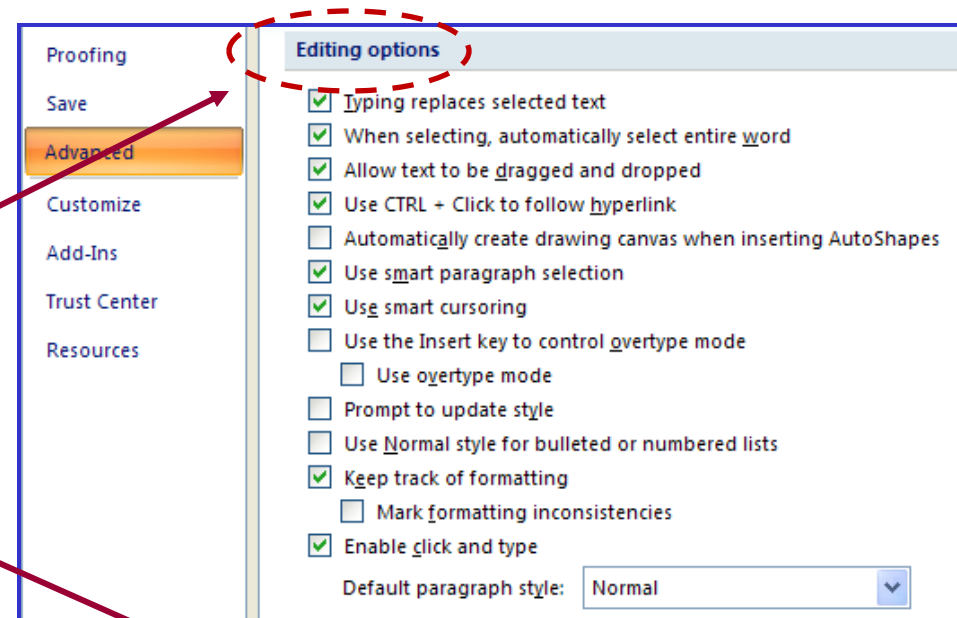 Proofing
Save
Advanced
Customize
Add-Ins
Trust Center
Resources
Editing options
Typing replaces selected text
When selecting, automatically select entire word
Allow text to be dragged and dropped
Use CTRL + Click to follow hyperlink
Automatically create drawing canvas when inserting AutoShapes
Use smart paragraph selection
Use smart cursoring
Use the Insert key to control overtype mode
Use overtype mode
Prompt to update style
Use Normal style for bulleted or numbered lists
Keep track of formatting
Mark formatting inconsistencies
Enable click and type
Default paragraph style: Normal